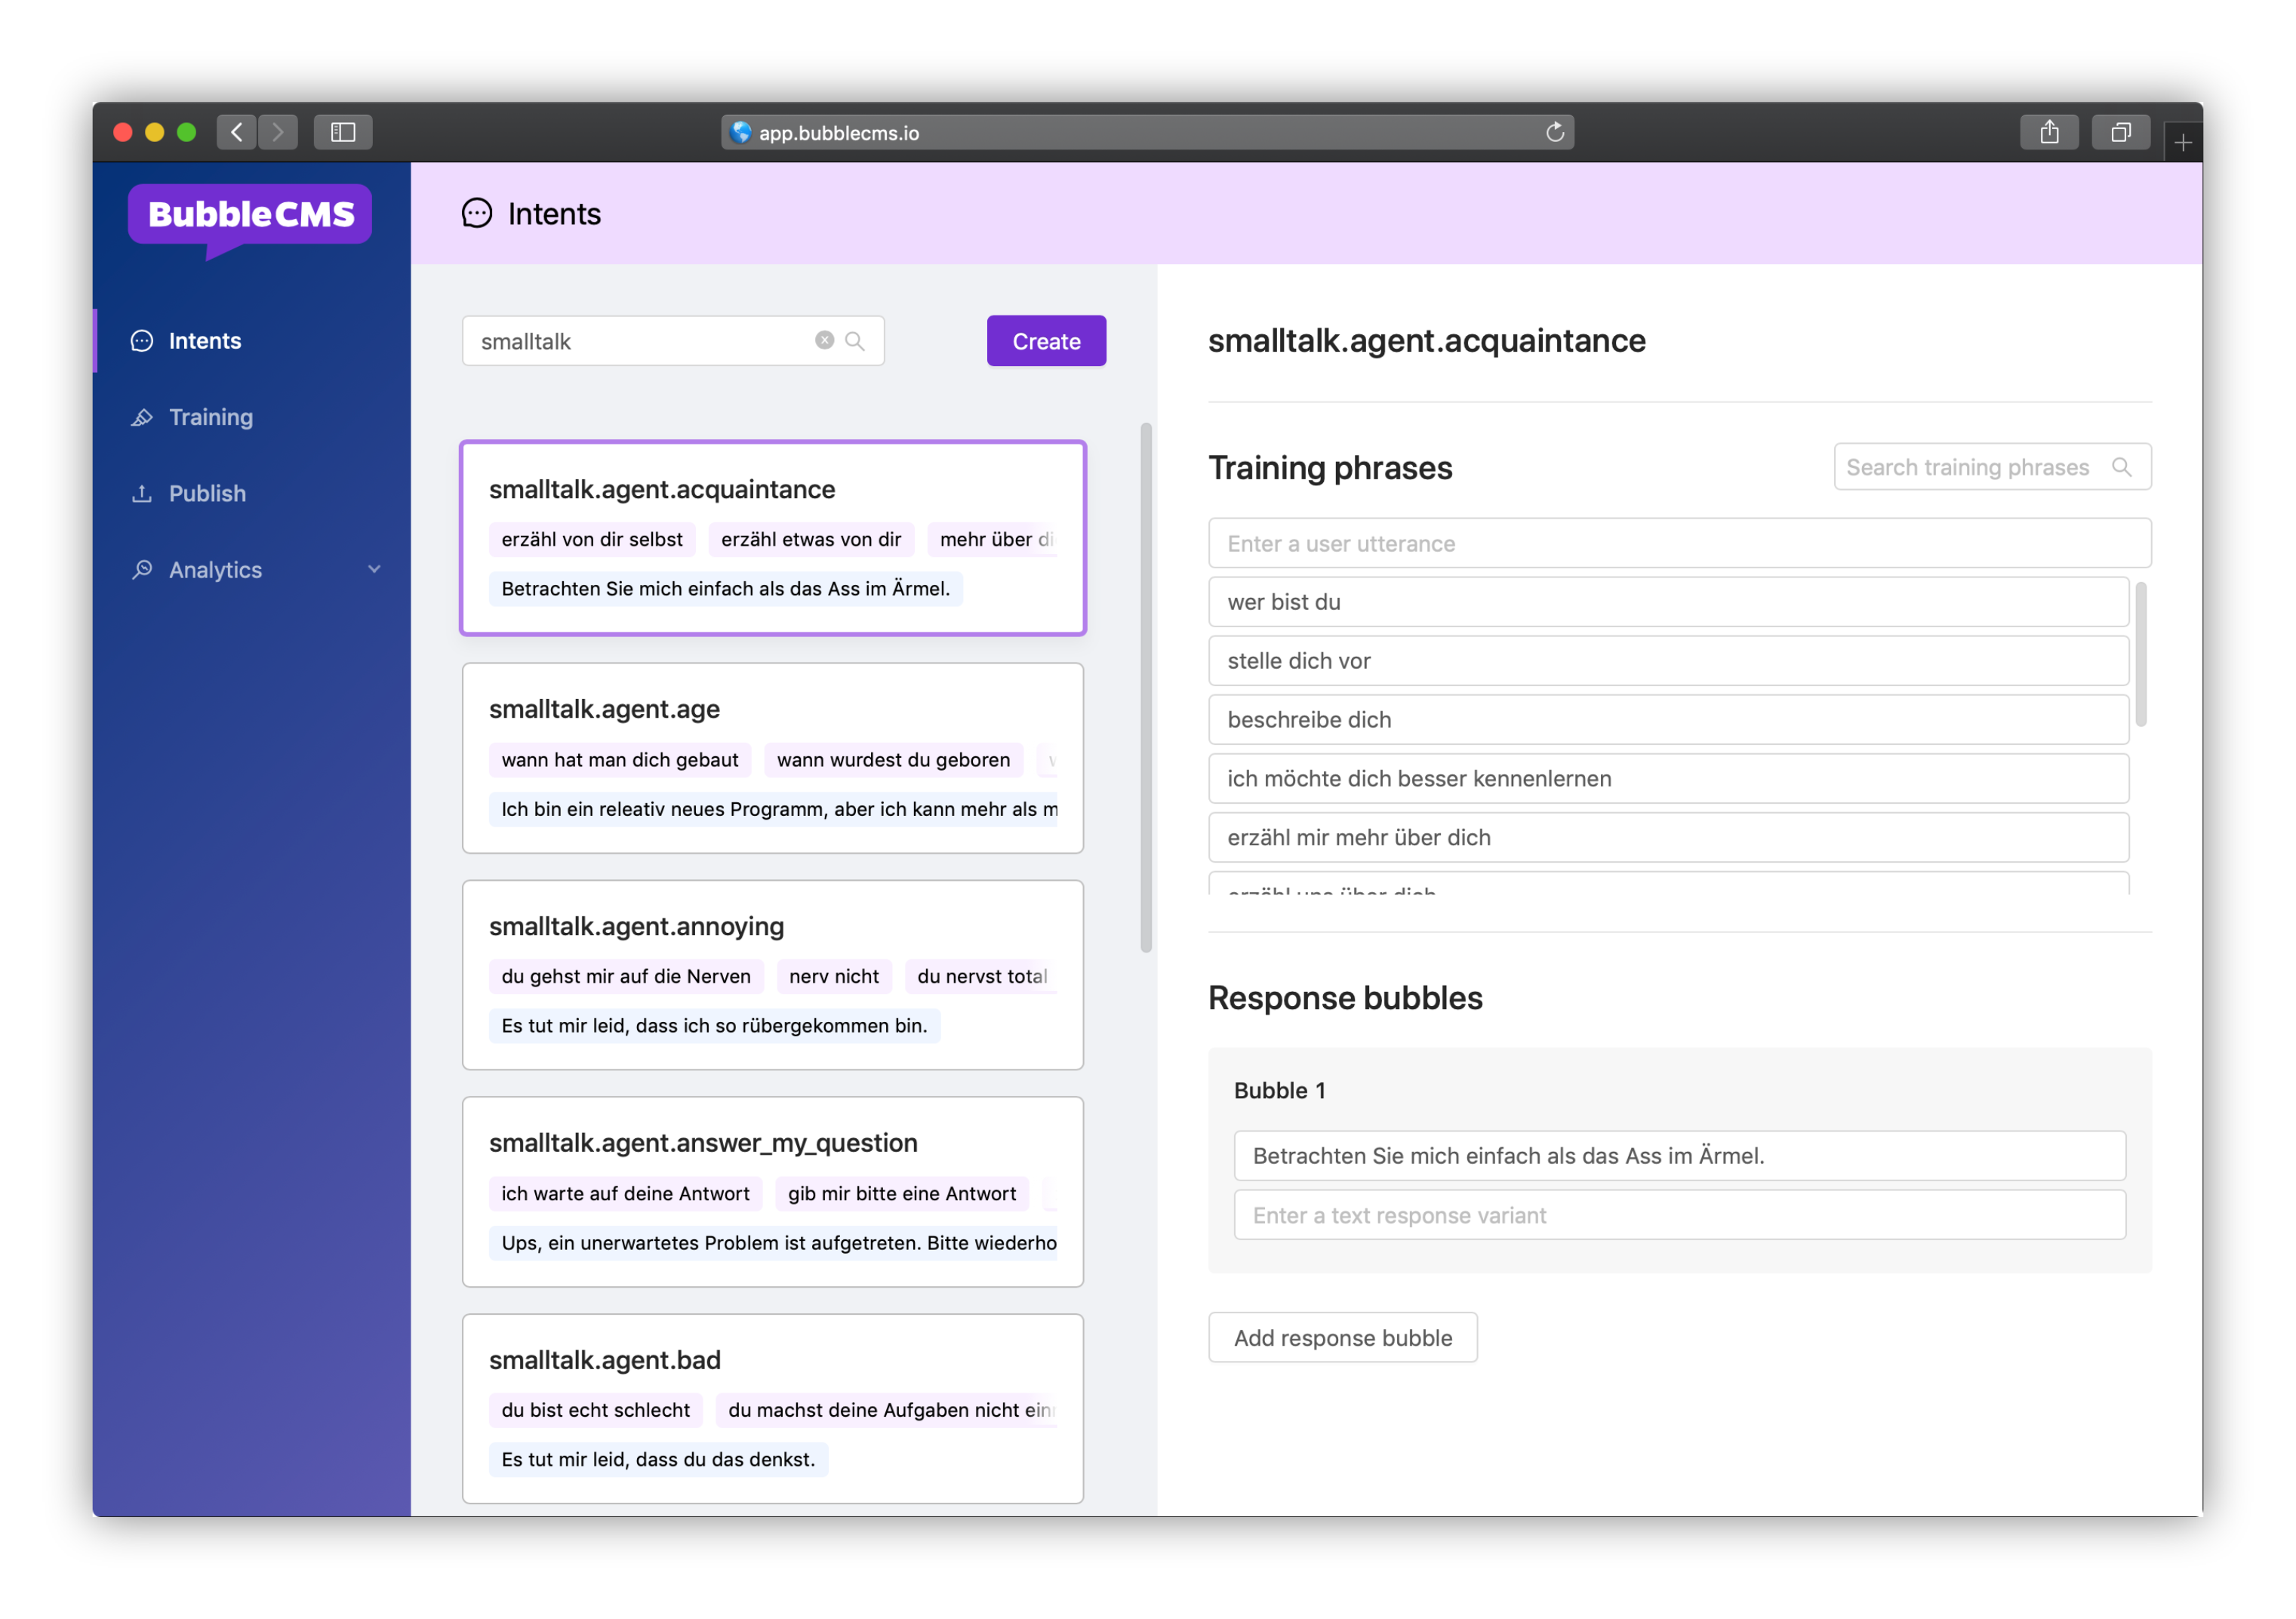 app.bubblecms.io
BubbleCMS
Intents
Training
Publish
Analytics
Intents
smalltalk
Create
smalltalk.agent.acquaintance
erzähl von dir selbst erzähl etwas von dir mehr über di
Betrachten Sie mich einfach als das Ass im Ärmel.
smalltalk.agent.age
wann hat man dich gebaut wann wurdest du geboren w
Ich bin ein releativ neues Programm, aber ich kann mehr als m
smalltalk.agent.annoying
du gehst mir auf die Nerven nerv nicht du nervst total
Es tut mir leid, dass ich so rübergekommen bin.
smalltalk.agent.answer_my_question
ich warte auf deine Antwort gib mir bitte eine Antwort
Ups, ein unerwartetes Problem ist aufgetreten. Bitte wiederho
smalltalk.agent.bad
du bist echt schlecht du machst deine Aufgaben nicht ein
Es tut mir leid, dass du das denkst.
smalltalk.agent.acquaintance
Training phrases
Search training phrases
Enter a user utterance
wer bist du
stelle dich vor
beschreibe dich
ich möchte dich besser kennenlernen
erzähl mir mehr über dich
erzähl uns über dich
Response bubbles
Bubble 1
Betrachten Sie mich einfach als das Ass im Ärmel.
Enter a text response variant
Add response bubble